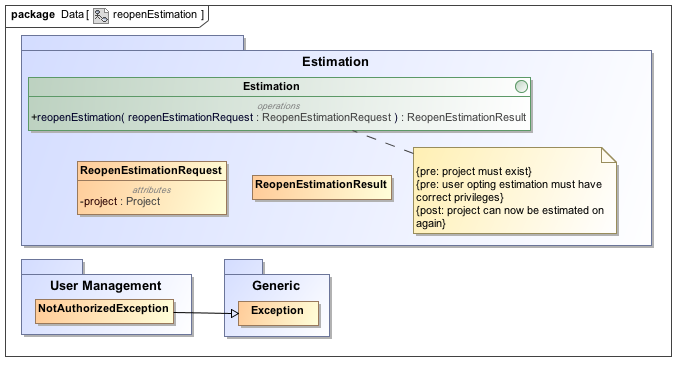 package Data [ reopenEstimation ]
Estimation
Estimation
operations
+reopenEstimation( reopenEstimationRequest : ReopenEstimationRequest ) : ReopenEstimationResult
ReopenEstimationRequest
attributes
-project : Project
ReopenEstimationResult
{pre: project must exist}
{pre: user opting estimation must have
correct privileges}
{post: project can now be estimated on
again}
User Management
NotAuthorizedException
Generic
Exception